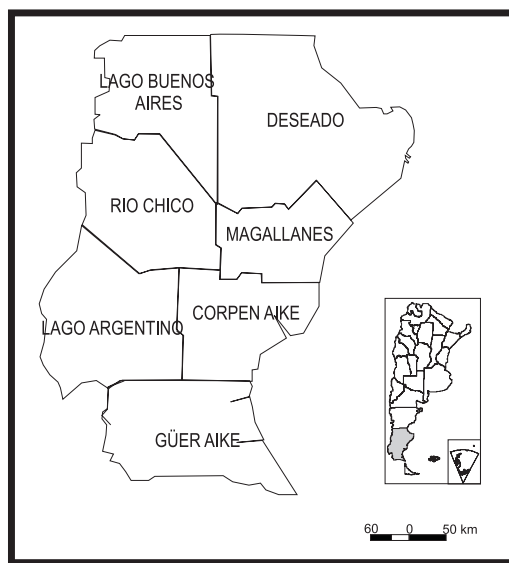 LAGO BUENOS
AIRES
DESEADO
RIO CHICO
MAGALLANES
LAGO ARGENTINO
CORPEN AIKE
GÜER AIKE
60 0 50 km